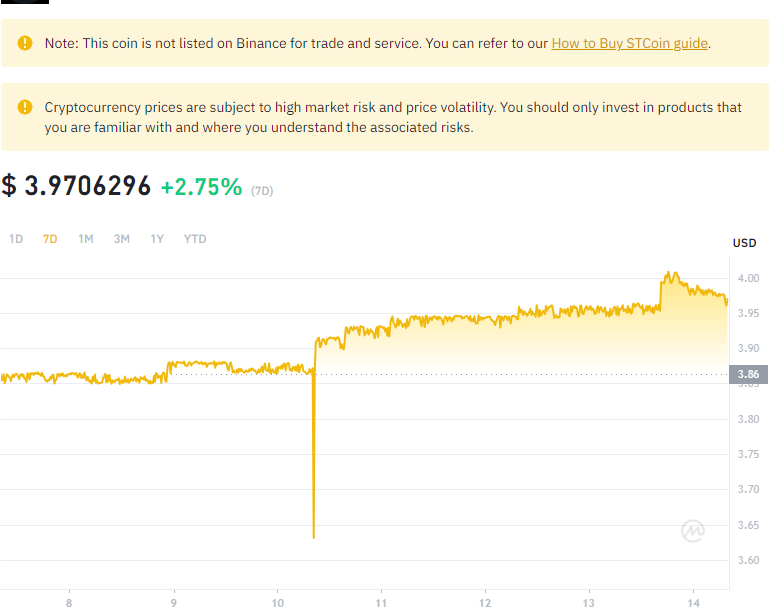 Note: This coin is not listed on Binance for trade and service. You can refer to our How to Buy STCoin guide.
Cryptocurrency prices are subject to high market risk and price volatility. You should only invest in products that
you are familiar with and where you understand the associated risks.
$ 3.9706296 +2.75% (7D)
1D 7D 1M 3M 1Y YTD
USD
4.00
3.95
3.90
3.86
3.85
3.80
3.75
3.70
3.65
3.60
8 9 10 11 12 13 14